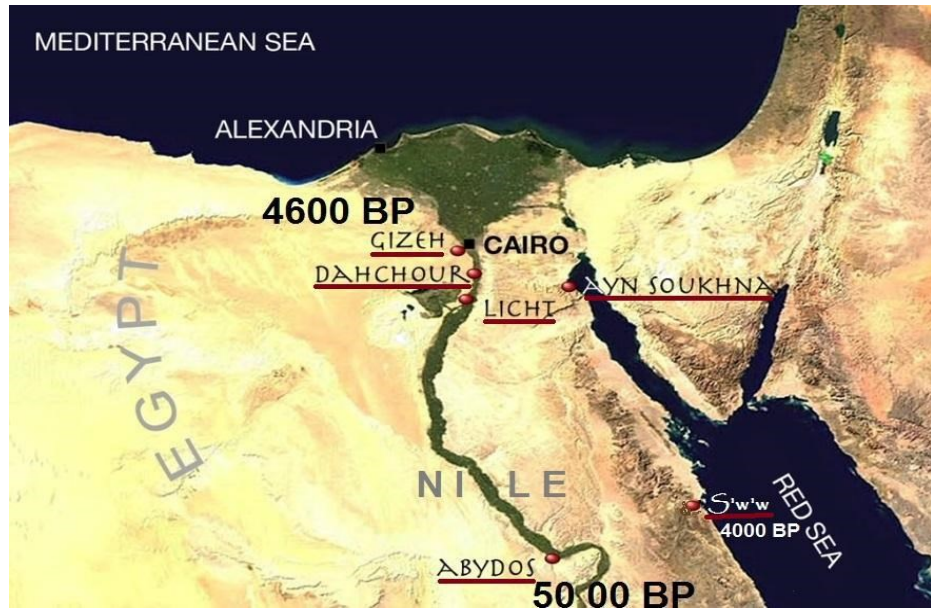 MEDITERRANEAN SEA
ALEXANDRIA
4600 BP
GIZEH
CAIRO
DAHCHOUR
AYN SOUKHNA
LICHT
EGYPT
NILE
S'w'w
4000 BP
RED SEA
ABYDOS
50 00 BP